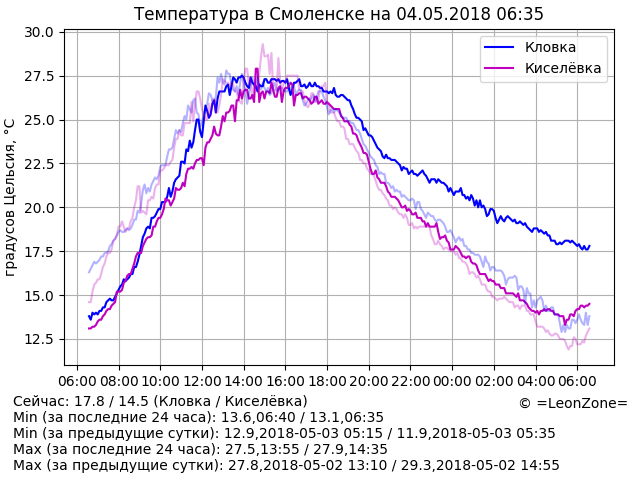 Температура в Смоленске на 04.05.2018 06:35
Кловка
Киселёвка
градусов Цельсия, °C
30.0
27.5
25.0
22.5
20.0
17.5
15.0
12.5
06:00 08:00 10:00 12:00 14:00 16:00 18:00 20:00 22:00 00:00 02:00 04:00 06:00
Сейчас: 17.8 / 14.5 (Кловка / Киселёвка)
© =LeonZone=
Min (за последние 24 часа): 13.6,06:40 / 13.1,06:35
Min (за предыдущие сутки): 12.9,2018-05-03 05:15 / 11.9,2018-05-03 05:35
Max (за последние 24 часа): 27.5,13:55 / 27.9,14:35
Max (за предыдущие сутки): 27.8,2018-05-02 13:10 / 29.3,2018-05-02 14:55